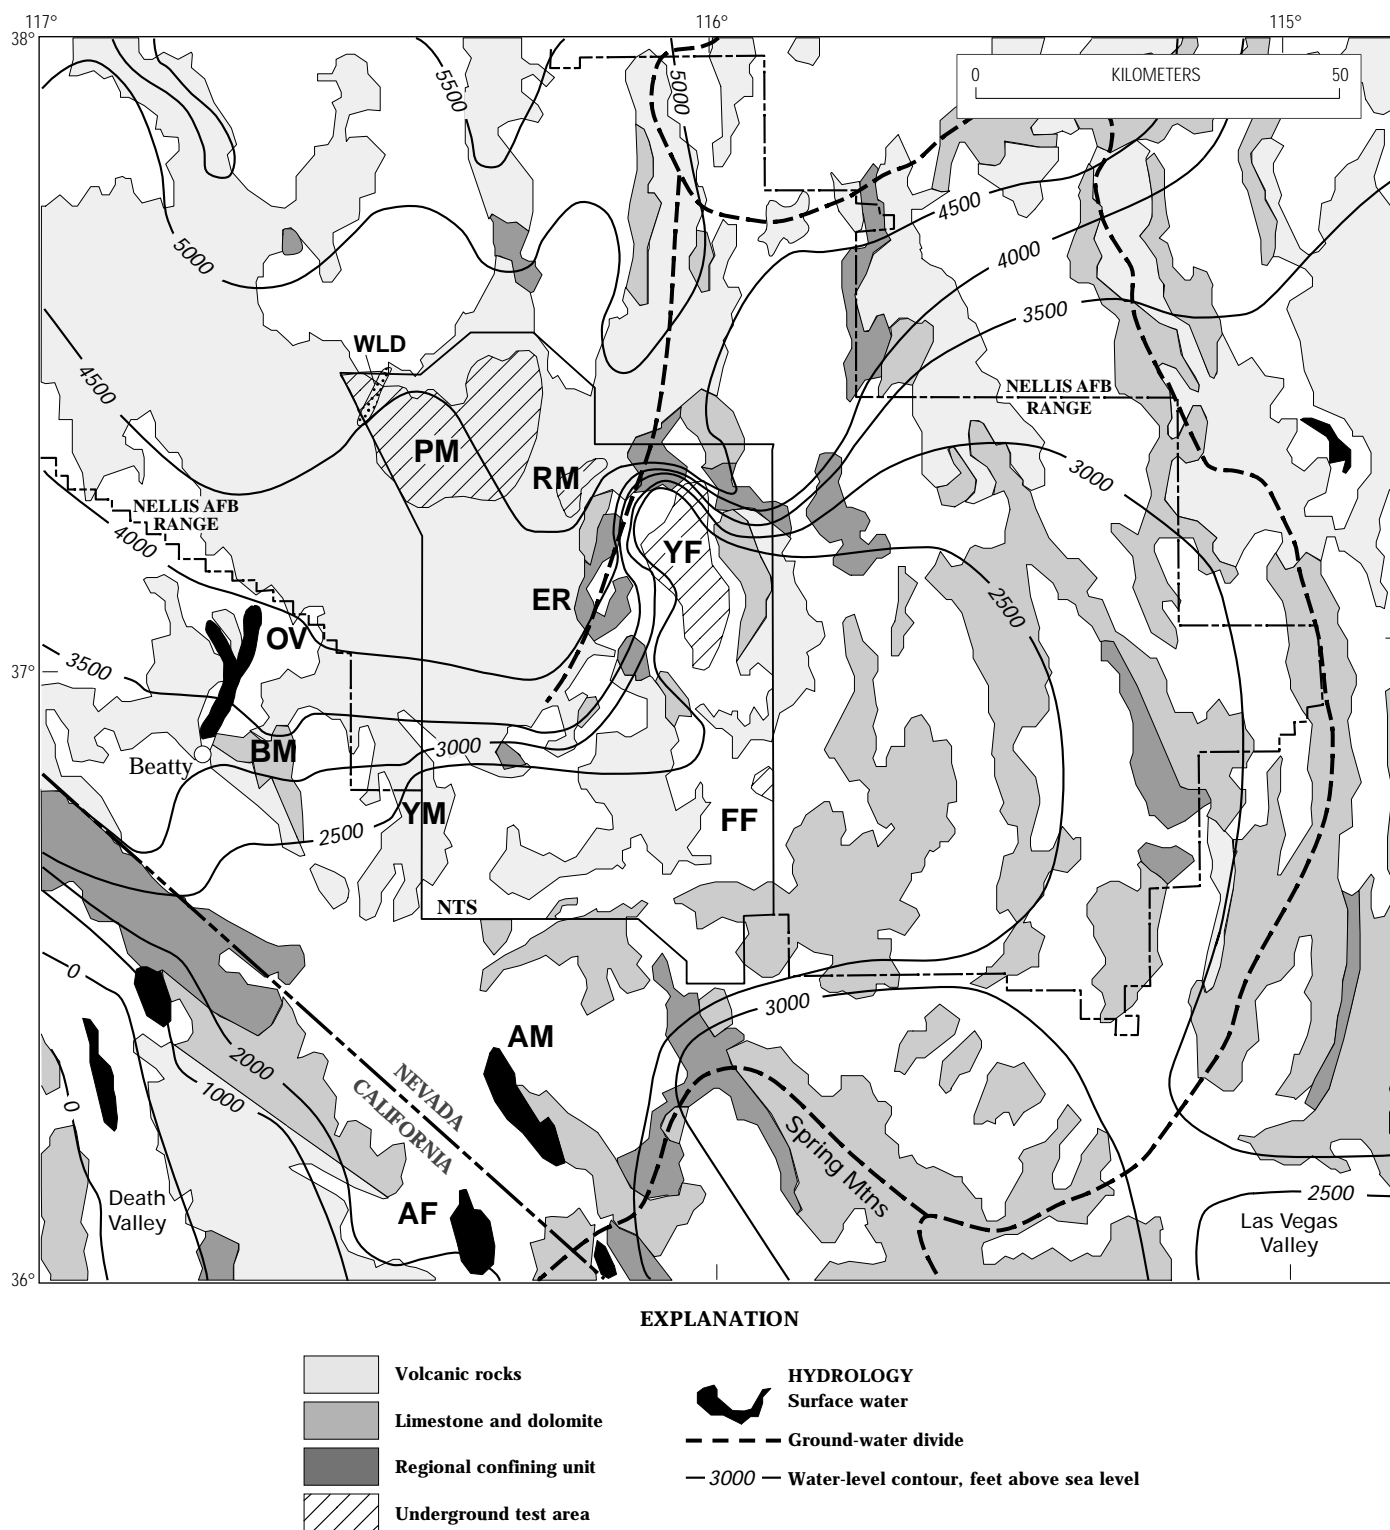 117°
116°
115°
38°
0 KILOMETERS 50
5500
5000
4500
4000
5000
3500
WLD
4500
NELLIS AFB
RANGE
PM
RM
3000
NELLIS AFB
RANGE
4000
YF
2500
ER
OV
37°
3500
3000
BM
Beatty
YM
FF
2500
NTS
0
3000
AM
2000
NEVADA
1000
CALIFORNIA
0
Spring Mtns
Death
Valley
AF
2500
Las Vegas
Valley
36°
EXPLANATION
Volcanic rocks
Limestone and dolomite
Regional confining unit
Underground test area
HYDROLOGY
Surface water
Ground-water divide
3000 Water-level contour, feet above sea level